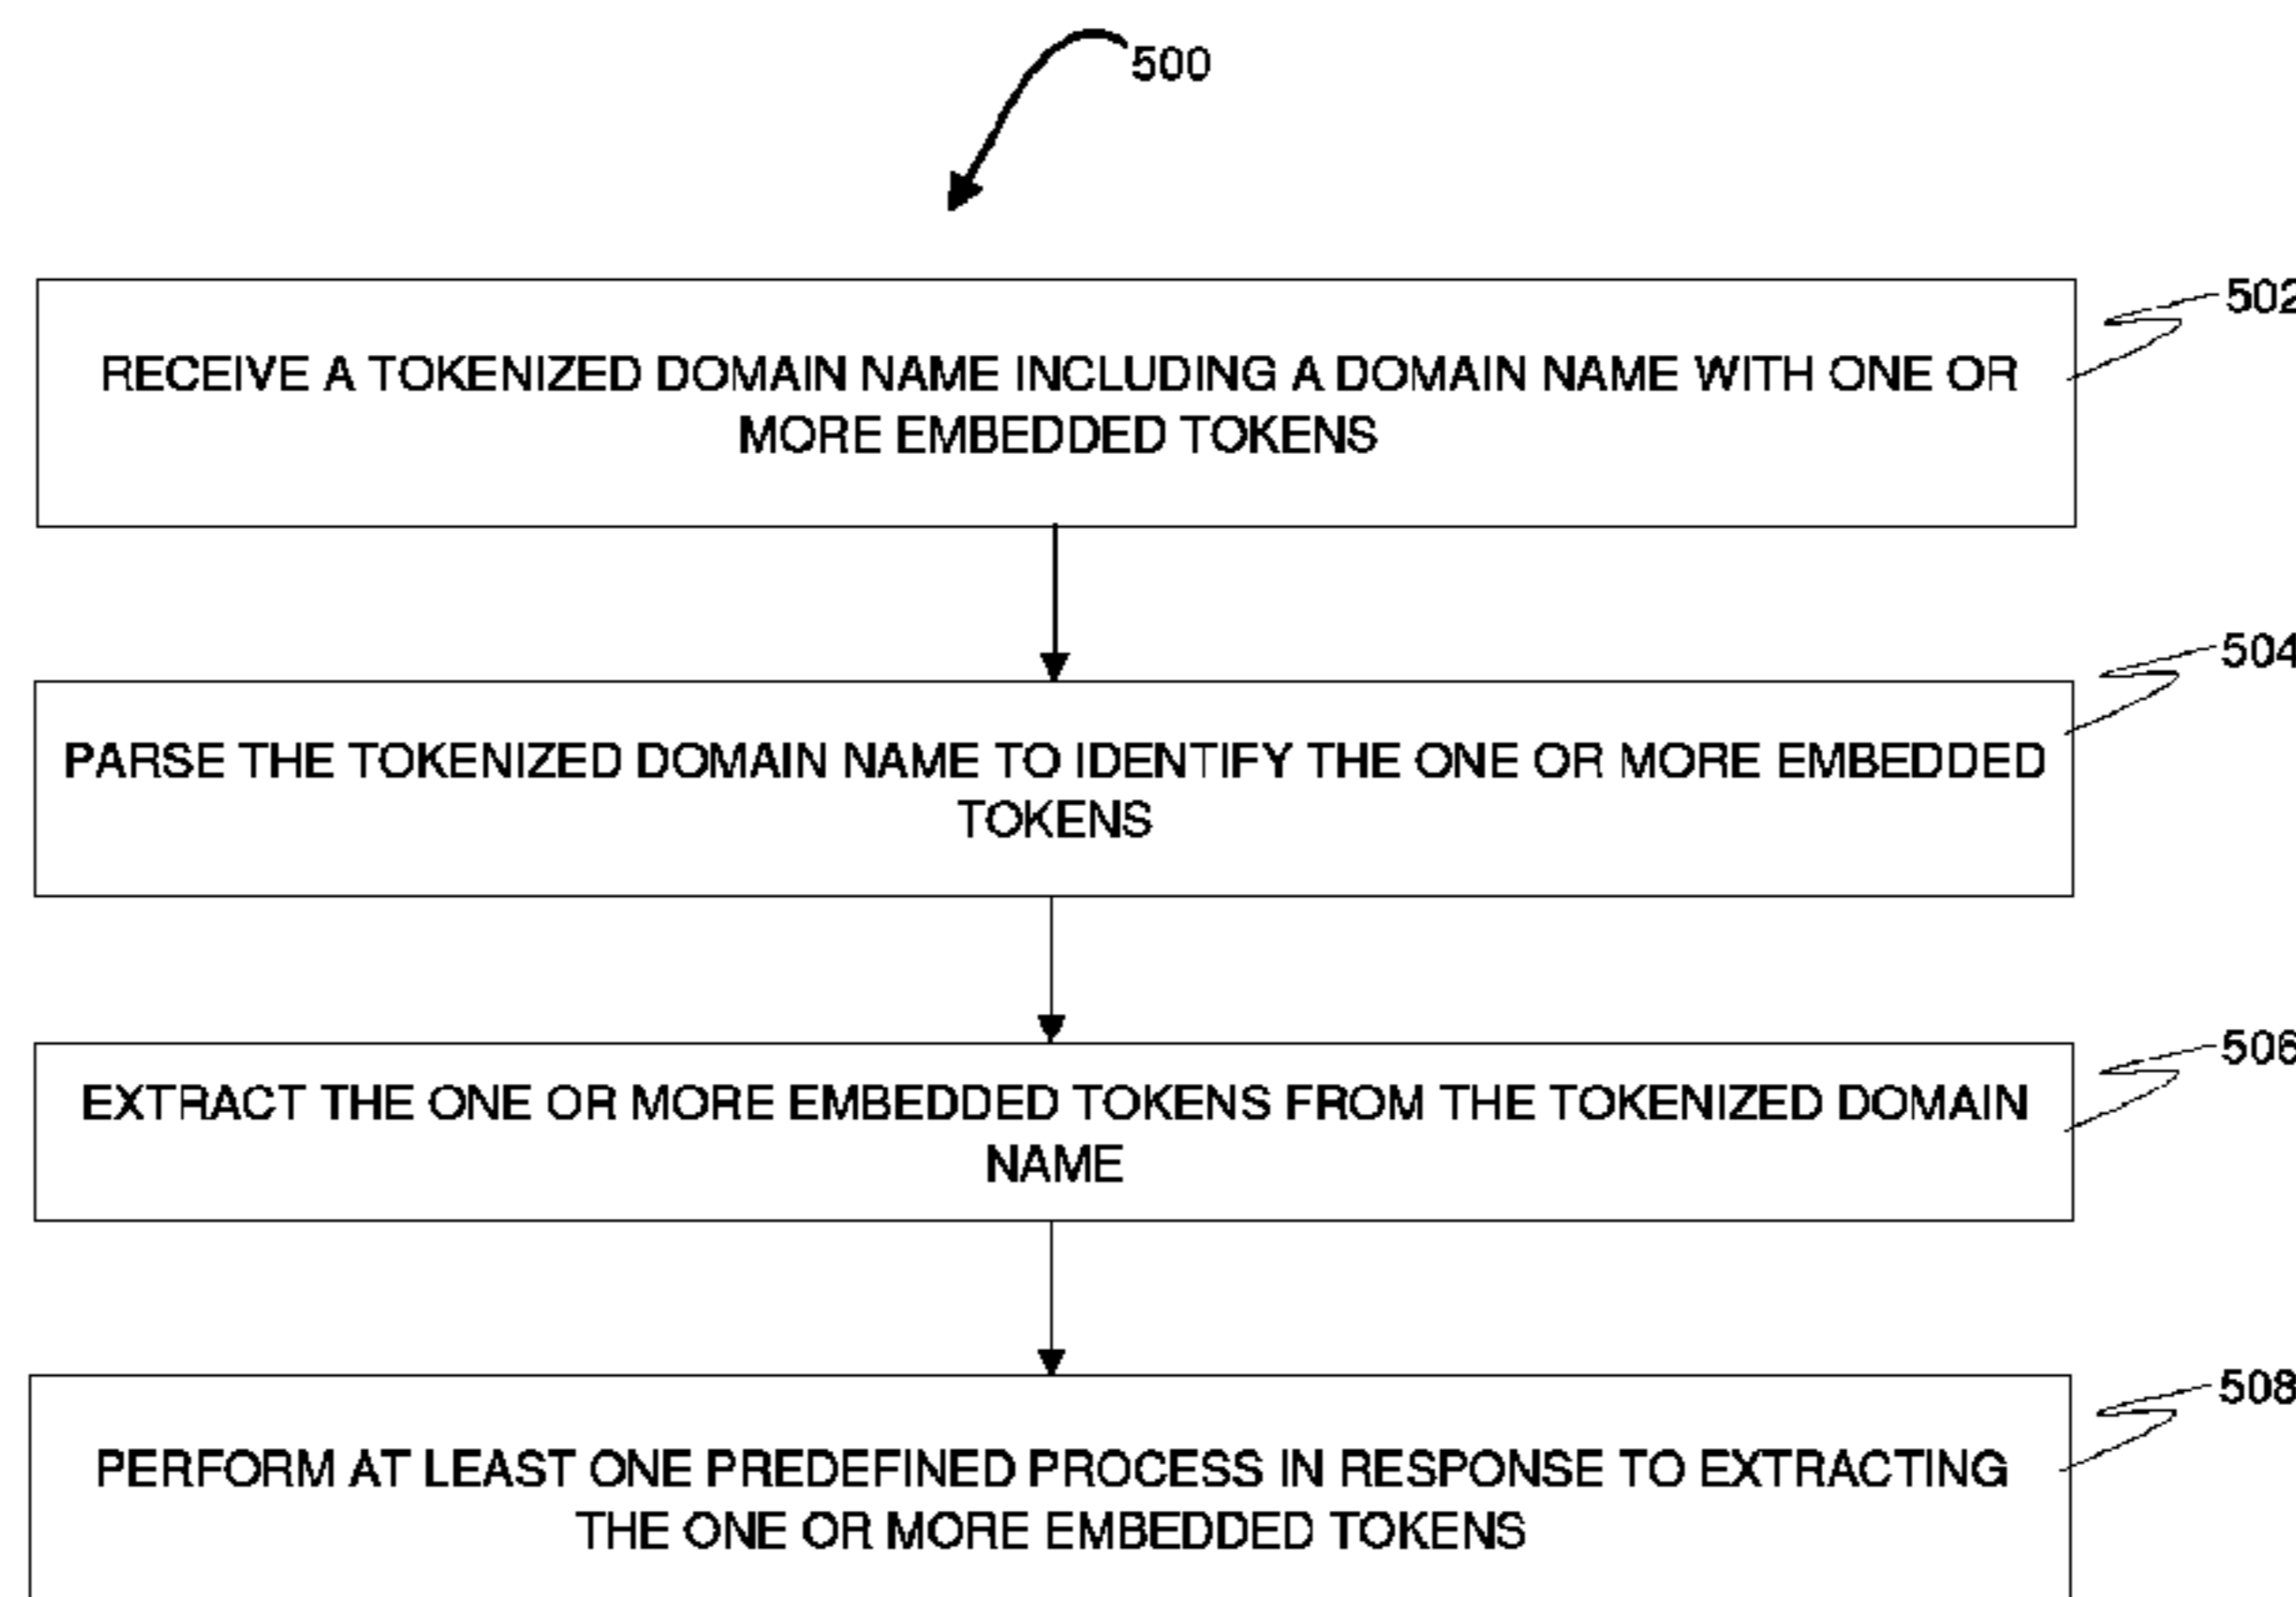 500
502
RECEIVE A TOKENIZED DOMAIN NAME INCLUDING A DOMAIN NAME WITH ONE OR
MORE EMBEDDED TOKENS
504
PARSE THE TOKENIZED DOMAIN NAME TO IDENTIFY THE ONE OR MORE EMBEDDED
TOKENS
506
EXTRACT THE ONE OR MORE EMBEDDED TOKENS FROM THE TOKENIZED DOMAIN
NAME
508
PERFORM AT LEAST ONE PREDEFINED PROCESS IN RESPONSE TO EXTRACTING
THE ONE OR MORE EMBEDDED TOKENS